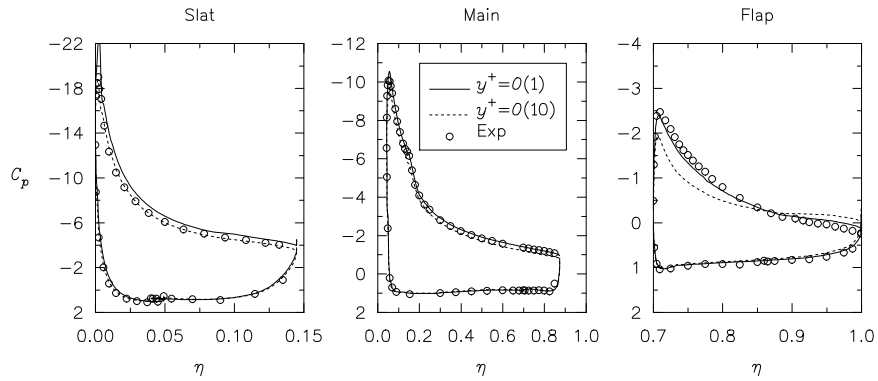 Slat Main Flap
-22 -18 -14 -10 -6 -2 2
C_p
0.00 0.05 0.10 0.15
η
-12 -10 -8 -6 -4 -2 0 2
y⁺=O(1)
y⁺=O(10)
Exp
0.0 0.2 0.4 0.6 0.8 1.0
η
-4 -3 -2 -1 0 1 2
0.7 0.8 0.9 1.0
η